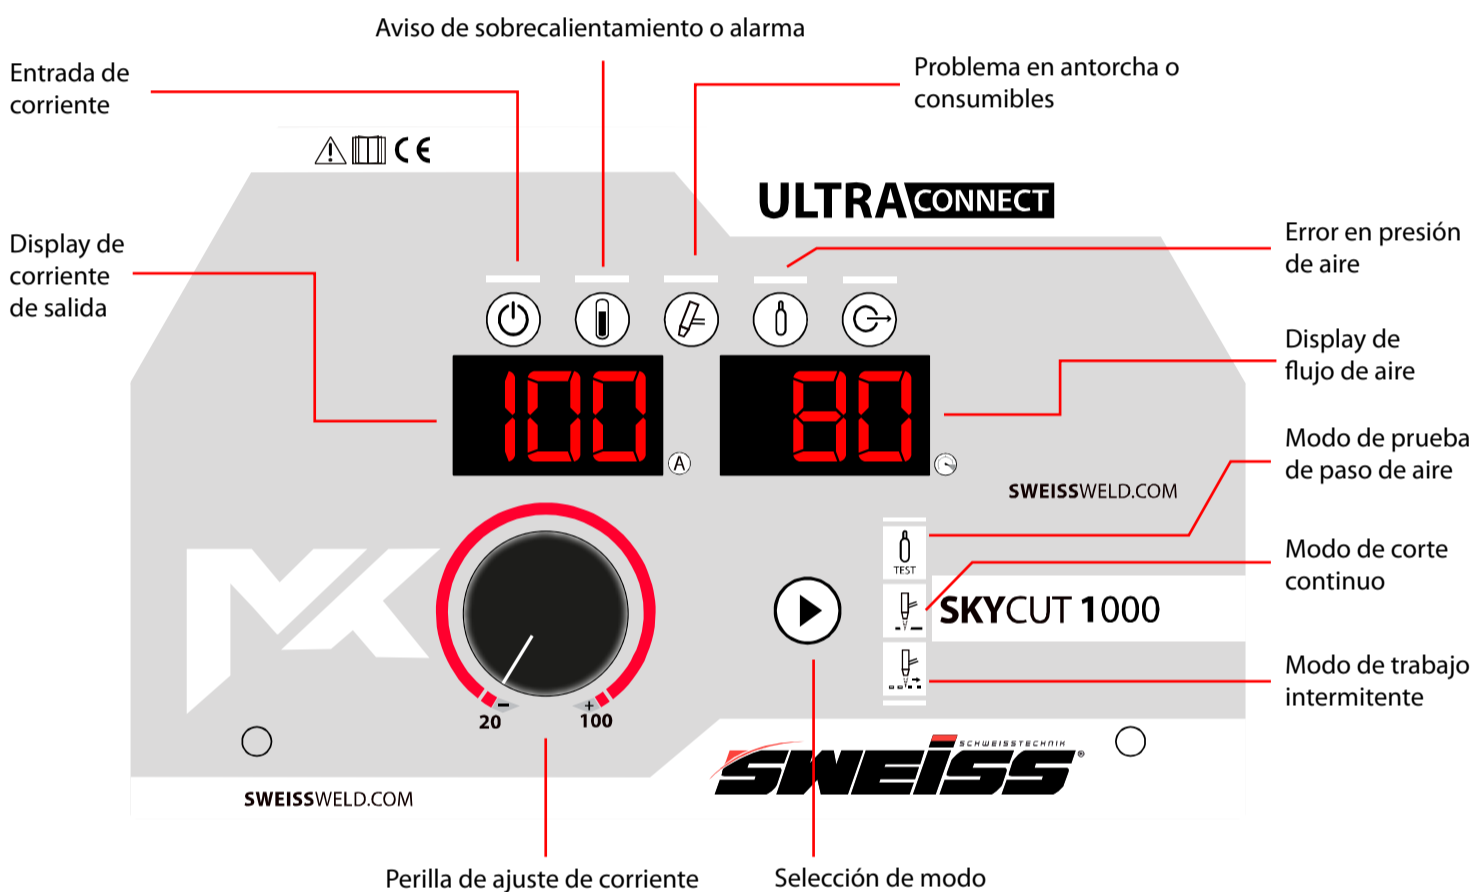 Aviso de sobrecalientamiento o alarma
Entrada de
corriente
Problema en antorcha o
consumibles
CE
ULTRA CONNECT
Display de
corriente
de salida
Error en presión
de aire
Display de
flujo de aire
100
80
A
Modo de prueba
de paso de aire
SWEISSWELD.COM
TEST
Modo de corte
continuo
MK
SKYCUT 1000
Modo de trabajo
intermitente
- +
20 100
SCHWEISSTECHNIK
SWEISS®
SWEISSWELD.COM
Perilla de ajuste de corriente
Selección de modo